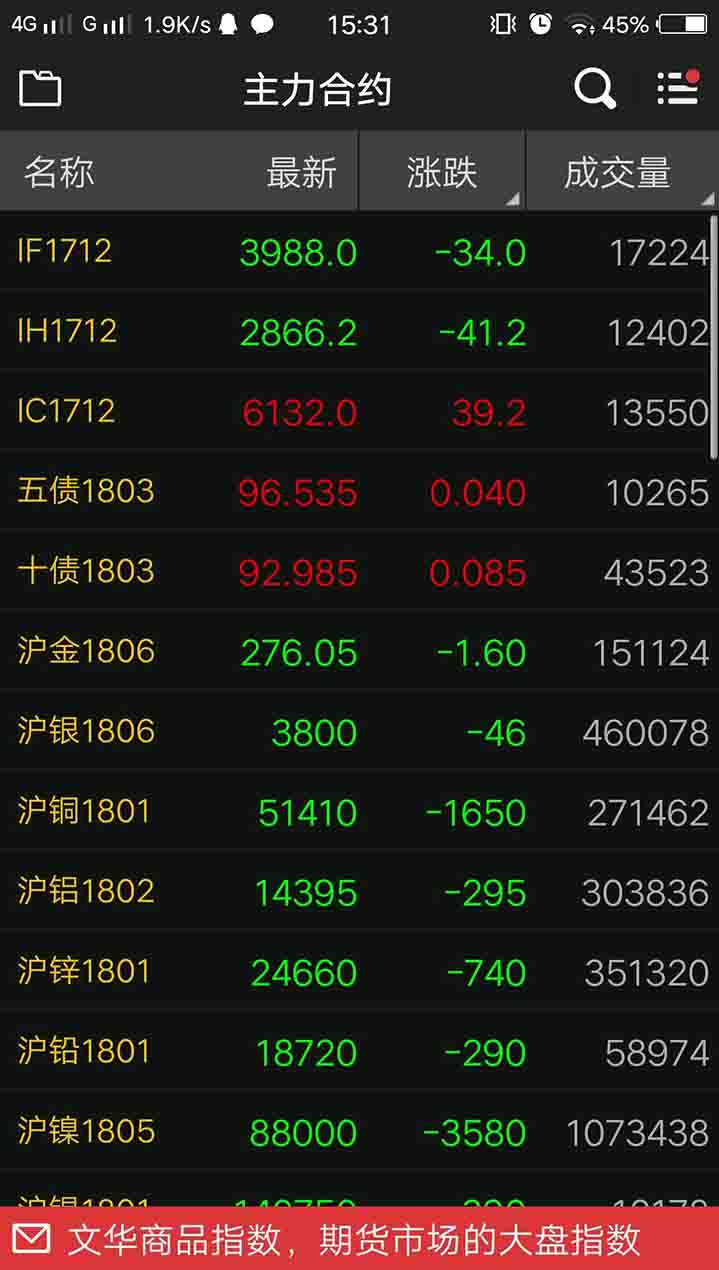 4G G 1.9K/s 15:31 45%
主力合约
名称 最新 涨跌 成交量
IF1712 3988.0 -34.0 17224
IH1712 2866.2 -41.2 12402
IC1712 6132.0 39.2 13550
五债1803 96.535 0.040 10265
十债1803 92.985 0.085 43523
沪金1806 276.05 -1.60 151124
沪银1806 3800 -46 460078
沪铜1801 51410 -1650 271462
沪铝1802 14395 -295 303836
沪锌1801 24660 -740 351320
沪铅1801 18720 -290 58974
沪镍1805 88000 -3580 1073438
文华商品指数，期货市场的大盘指数